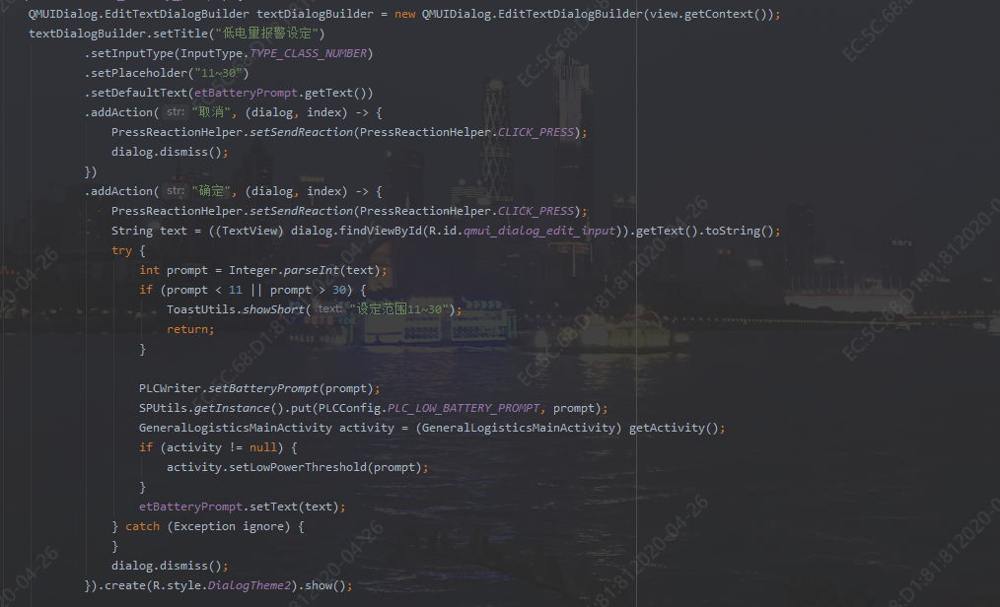 QMUIDialog.EditTextDialogBuilder textDialogBuilder = new QMUIDialog.EditTextDialogBuilder(view.getContext());
textDialogBuilder.setTitle("低电量报警设定")
.setInputType(InputType.TYPE_CLASS_NUMBER)
.setPlaceholder("11~30")
.setDefaultText(etBatteryPrompt.getText())
.addAction( str: "取消", (dialog, index) -> {
PressReactionHelper.setSendReaction(PressReactionHelper.CLICK_PRESS);
dialog.dismiss();
})
.addAction( str: "确定", (dialog, index) -> {
PressReactionHelper.setSendReaction(PressReactionHelper.CLICK_PRESS);
String text = ((TextView) dialog.findViewById(R.id.qmui_dialog_edit_input)).getText().toString();
try {
int prompt = Integer.parseInt(text);
if (prompt < 11 || prompt > 30) {
ToastUtils.showShort( text: "设定范围11~30");
return;
}
PLCWriter.setBatteryPrompt(prompt);
SPUtils.getInstance().put(PLCConfig.PLC_LOW_BATTERY_PROMPT, prompt);
GeneralLogisticsMainActivity activity = (GeneralLogisticsMainActivity) getActivity();
if (activity != null) {
activity.setLowPowerThreshold(prompt);
}
etBatteryPrompt.setText(text);
} catch (Exception ignore) {
}
dialog.dismiss();
}).create(R.style.DialogTheme2).show();